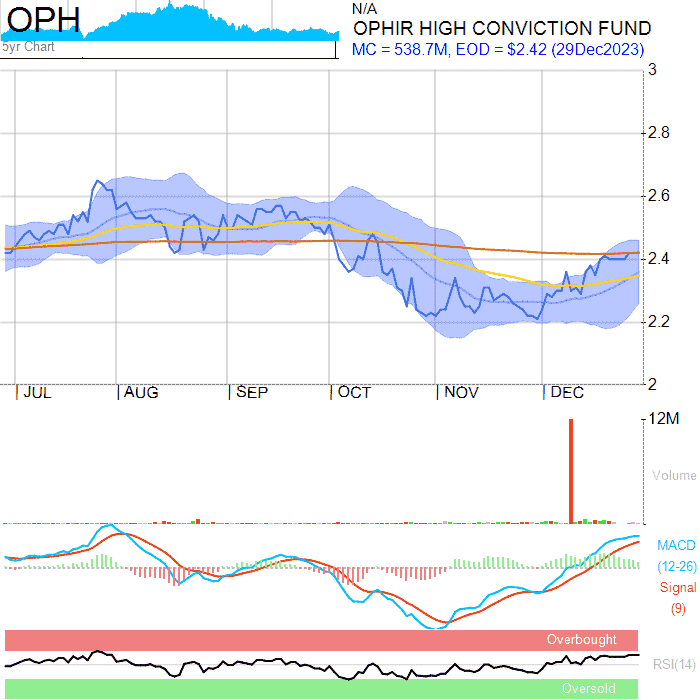 OPH
5yr Chart
N/A
OPHIR HIGH CONVICTION FUND
MC = 538.7M, EOD = $2.42 (29Dec2023)
3
2.8
2.6
2.4
2.2
2
JUL AUG SEP OCT NOV DEC
12M
Volume
MACD
(12-26)
Signal
(9)
Overbought
RSI(14)
Oversold